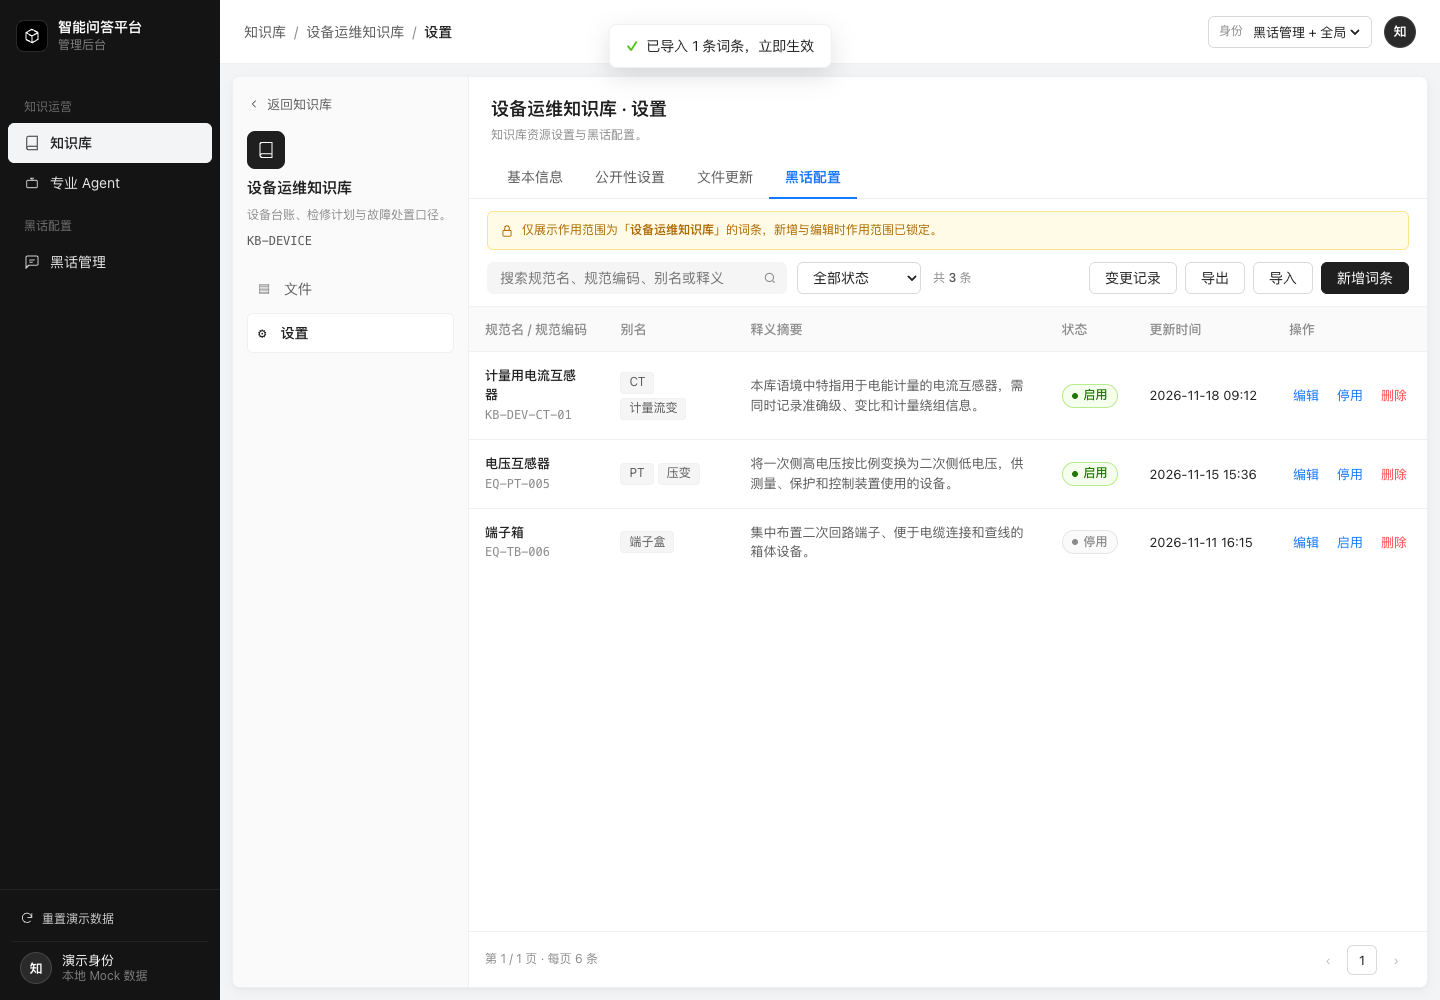 智能问答平台
管理后台
知识运营
知识库
专业 Agent
黑话配置
黑话管理
重置演示数据
知
演示身份
本地 Mock 数据
知识库 / 设备运维知识库 / 设置
已导入 1 条词条，立即生效
身份 黑话管理 + 全局
知
返回知识库
设备运维知识库
设备台账、检修计划与故障处置口径。
KB-DEVICE
文件
设置
设备运维知识库 · 设置
知识库资源设置与黑话配置。
基本信息 公开性设置 文件更新 黑话配置
仅展示作用范围为「设备运维知识库」的词条，新增与编辑时作用范围已锁定。
搜索规范名、规范编码、别名或释义 全部状态 共 3 条 变更记录 导出 导入 新增词条
规范名 / 规范编码 别名 释义摘要 状态 更新时间 操作
计量用电流互感
器
KB-DEV-CT-01
CT
计量流变
本库语境中特指用于电能计量的电流互感器，需
同时记录准确级、变比和计量绕组信息。
启用 2026-11-18 09:12 编辑 停用 删除
电压互感器
EQ-PT-005
PT 压变
将一次侧高电压按比例变换为二次侧低电压，供
测量、保护和控制装置使用的设备。
启用 2026-11-15 15:36 编辑 停用 删除
端子箱
EQ-TB-006
端子盒
集中布置二次回路端子、便于电缆连接和查线的
箱体设备。
停用 2026-11-11 16:15 编辑 启用 删除
第 1 / 1 页 · 每页 6 条
‹ 1 ›